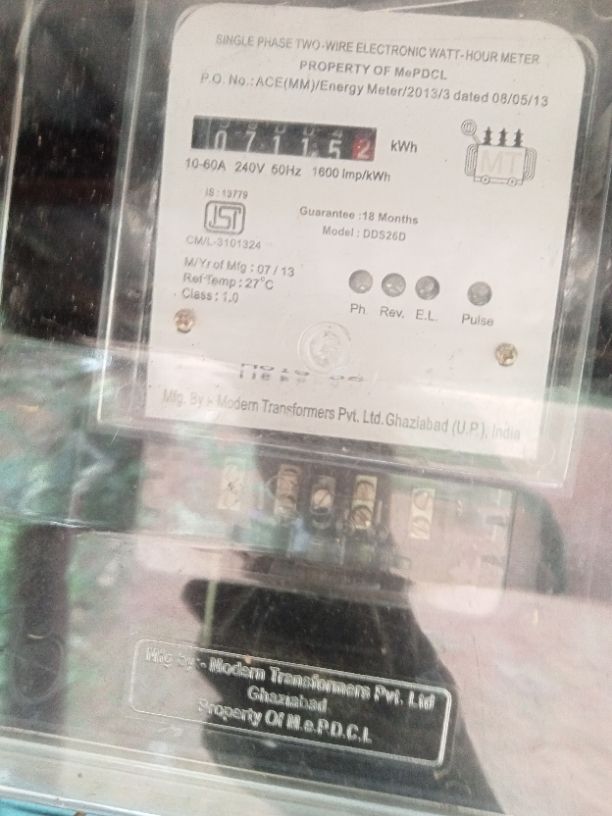 SINGLE PHASE TWO-WIRE ELECTRONIC WATT-HOUR METER
PROPERTY OF MePDCL
P.O. No.:ACE(MM)/Energy Meter/2013/3 dated 08/05/13
071152 kWh
10-60A 240V 50Hz 1600 Imp/kWh
MT
IS : 13779
ISI
CM/L-3101324
Guarantee :18 Months
Model : DDS26D
M/Yr of Mfg : 07 / 13
Ref-Temp : 27°C
Class : 1.0
Ph. Rev. E.L. Pulse
Mfg. By :- Modern Transformers Pvt. Ltd. Ghaziabad (U.P.), India
Mfg by:- Modern Transformers Pvt. Ltd
Ghaziabad
Property Of M.e.P.D.C.L